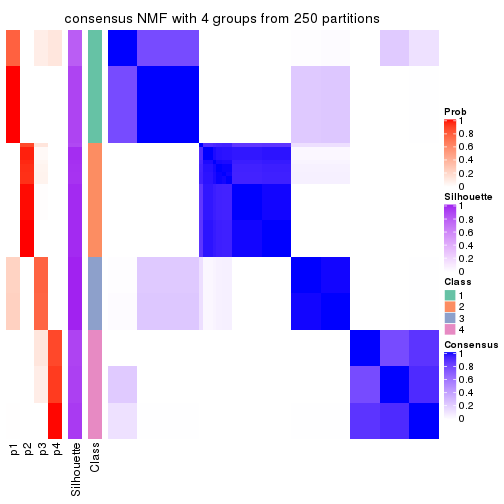 consensus NMF with 4 groups from 250 partitions
Prob
1
0.8
0.6
0.4
0.2
0
Silhouette
1
0.8
0.6
0.4
0.2
0
Class
1
2
3
4
Consensus
1
0.8
0.6
0.4
0.2
0
p1
p2
p3
p4
Silhouette
Class